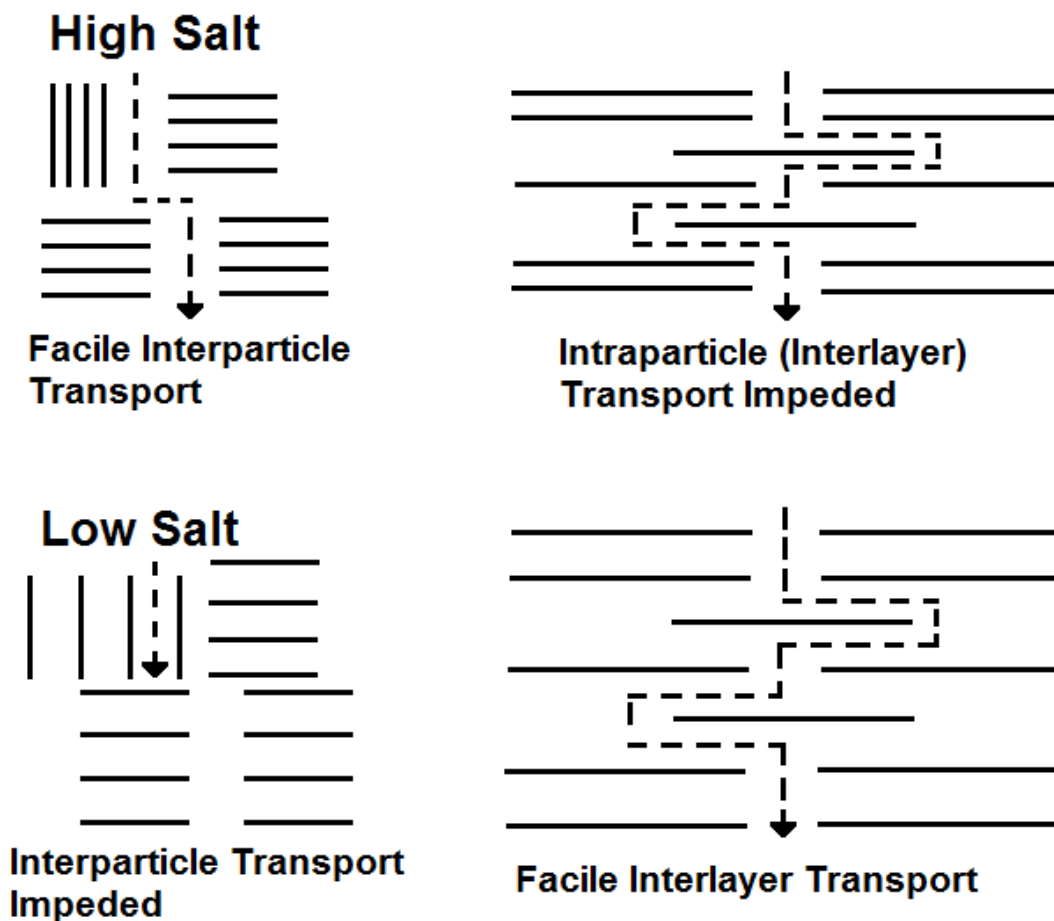 High Salt
Facile Interparticle
Transport
Intraparticle (Interlayer)
Transport Impeded
Low Salt
Interparticle Transport
Impeded
Facile Interlayer Transport